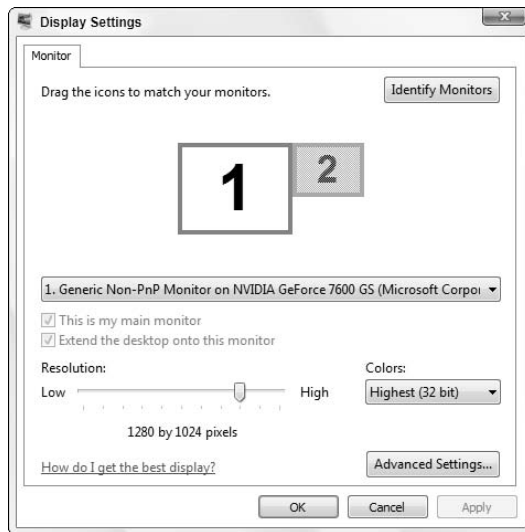 Display Settings
Monitor
Drag the icons to match your monitors.
Identify Monitors
1
2
1. Generic Non-PnP Monitor on NVIDIA GeForce 7600 GS (Microsoft Corpor
This is my main monitor
Extend the desktop onto this monitor
Resolution:
Colors:
Low
High
Highest (32 bit)
1280 by 1024 pixels
How do I get the best display?
Advanced Settings...
OK
Cancel
Apply